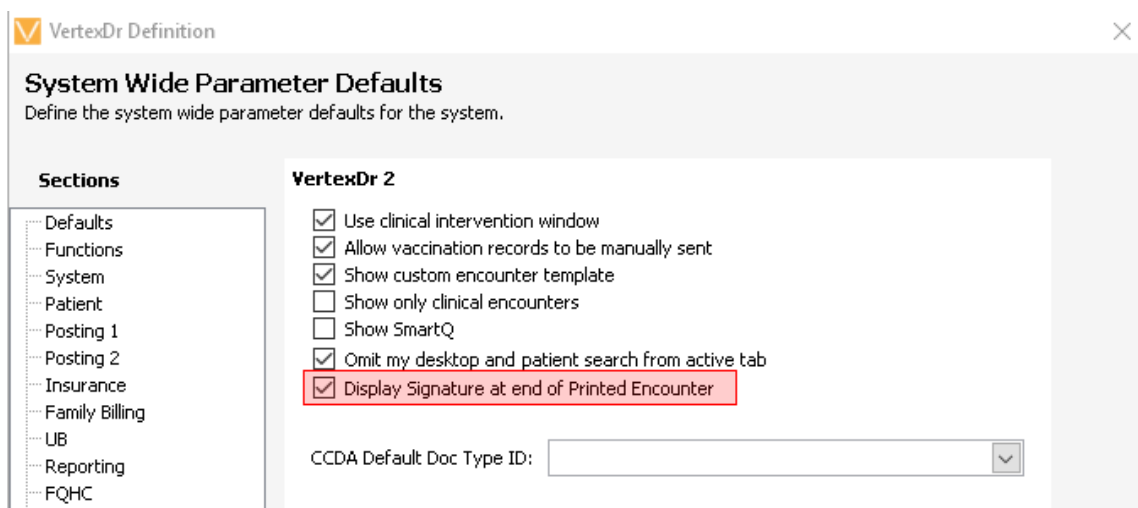 VertexDr Definition
System Wide Parameter Defaults
Define the system wide parameter defaults for the system.
Sections
Defaults
Functions
System
Patient
Posting 1
Posting 2
Insurance
Family Billing
UB
Reporting
FQHC
VertexDr 2
Use clinical intervention window
Allow vaccination records to be manually sent
Show custom encounter template
Show only clinical encounters
Show SmartQ
Omit my desktop and patient search from active tab
Display Signature at end of Printed Encounter
CCDA Default Doc Type ID: